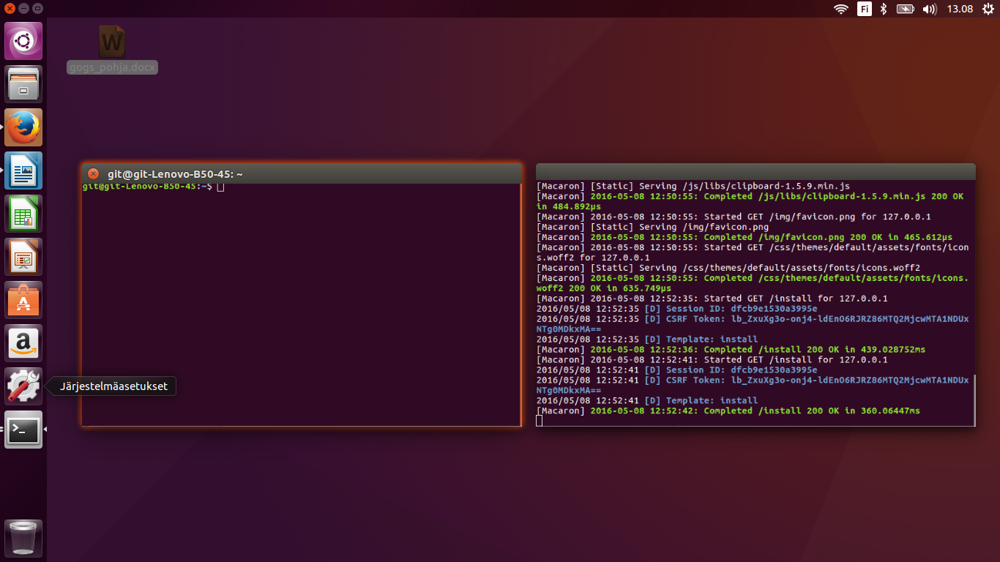 Fi
13.08
W
gogs_pohja.docx
git@git-Lenovo-B50-45: ~
git@git-Lenovo-B50-45:~$
[Macaron] [Static] Serving /js/libs/clipboard-1.5.9.min.js
[Macaron] 2016-05-08 12:50:55: Completed /js/libs/clipboard-1.5.9.min.js 200 OK
in 484.892µs
[Macaron] 2016-05-08 12:50:55: Started GET /img/favicon.png for 127.0.0.1
[Macaron] [Static] Serving /img/favicon.png
[Macaron] 2016-05-08 12:50:55: Completed /img/favicon.png 200 OK in 465.612µs
[Macaron] 2016-05-08 12:50:55: Started GET /css/themes/default/assets/fonts/icon
s.woff2 for 127.0.0.1
[Macaron] [Static] Serving /css/themes/default/assets/fonts/icons.woff2
[Macaron] 2016-05-08 12:50:55: Completed /css/themes/default/assets/fonts/icons.
woff2 200 OK in 635.749µs
[Macaron] 2016-05-08 12:52:35: Started GET /install for 127.0.0.1
2016/05/08 12:52:35 [D] Session ID: dfcb9e1530a3995e
2016/05/08 12:52:35 [D] CSRF Token: lb_ZxuXg3o-onj4-ldEnO6RJRZ86MTQ2MjcwMTA1NDUx
NTg0MDkxMA==
2016/05/08 12:52:35 [D] Template: install
[Macaron] 2016-05-08 12:52:36: Completed /install 200 OK in 439.028752ms
[Macaron] 2016-05-08 12:52:41: Started GET /install for 127.0.0.1
2016/05/08 12:52:41 [D] Session ID: dfcb9e1530a3995e
2016/05/08 12:52:41 [D] CSRF Token: lb_ZxuXg3o-onj4-ldEnO6RJRZ86MTQ2MjcwMTA1NDUx
NTg0MDkxMA==
2016/05/08 12:52:41 [D] Template: install
[Macaron] 2016-05-08 12:52:42: Completed /install 200 OK in 360.06447ms
A
a
Järjestelmäasetukset
>_